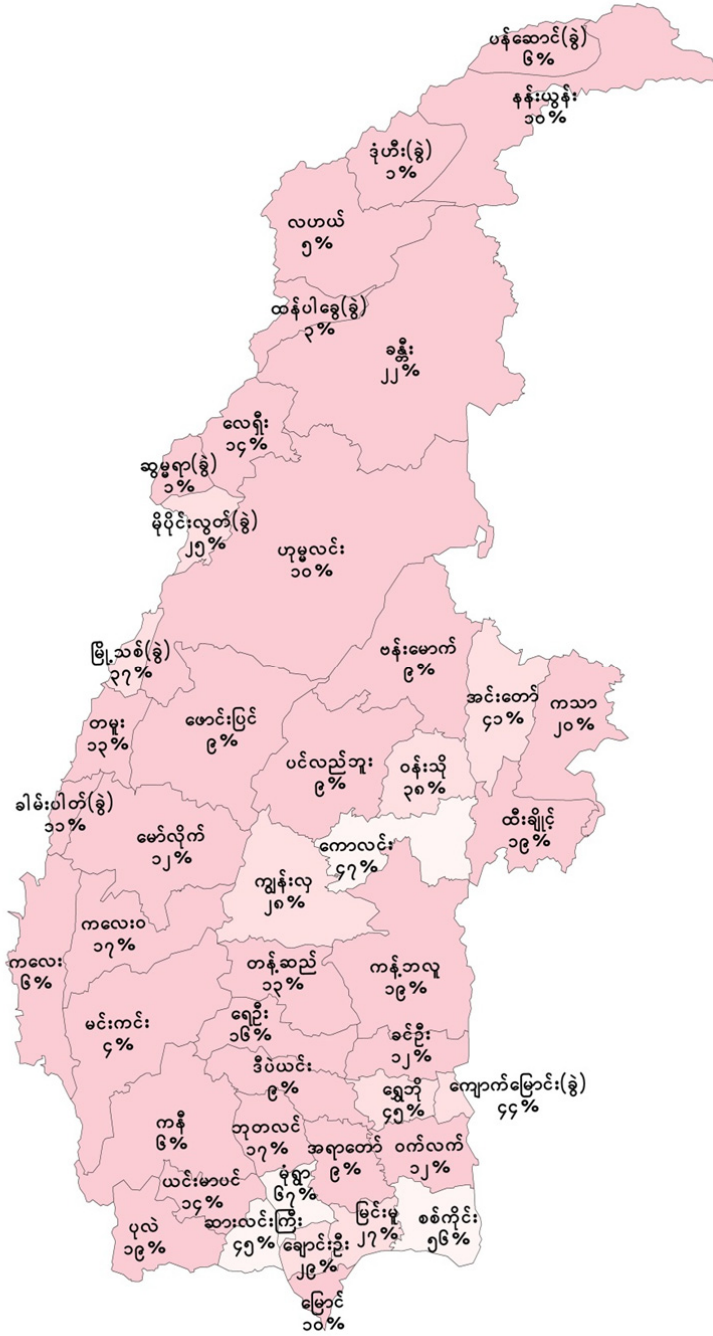 ပန်ဆောင်(ခွဲ)
၆%
နန်းယွန်း
၁၀%
ဒုံဟီး(ခွဲ)
၁%
လဟယ်
၅%
ထန်ပါခွေ(ခွဲ)
၃%
ခန္တီး
၂၂%
လေရှီး
၁၄%
ဆွမ္မရာ(ခွဲ)
၁%
မိုပိုင်းလွတ်(ခွဲ)
၂၅%
ဟုမ္မလင်း
၁၀%
ဗန်းမောက်
၉%
မြို့သစ်(ခွဲ)
၃၇%
အင်းတော်
၄၁%
ကသာ
၂၀%
တမူး
၁၃%
ဖောင်းပြင်
၉%
ပင်လည်ဘူး
၉%
ဝန်းသို
၃၈%
ခါမ်းပါတ်(ခွဲ)
၁၁%
ထီးချိုင့်
၁၉%
မော်လိုက်
၁၂%
ကောလင်း
၄၇%
ကျွန်းလှ
၂၈%
ကလေးဝ
၁၇%
ကလေး
၆%
တန့်ဆည်
၁၃%
ကန့်ဘလူ
၁၉%
မင်းကင်း
၄%
ရေဦး
၁၆%
ခင်ဦး
၁၂%
ဒီပဲယင်း
၉%
ရွှေဘို
၄၅%
ကျောက်မြောင်း(ခွဲ)
၄၄%
ကနီ
၆%
ဘုတလင်
၁၇%
အရာတော်
၉%
ဝက်လက်
၁၂%
ယင်းမာပင်
၁၄%
မုံရွာ
၆၇%
ပုလဲ
၁၉%
ဆားလင်းကြီး
၄၅%
ချောင်းဦး
၂၉%
မြင်းမူ
၂၇%
စစ်ကိုင်း
၅၆%
မြောင်
၁၀%